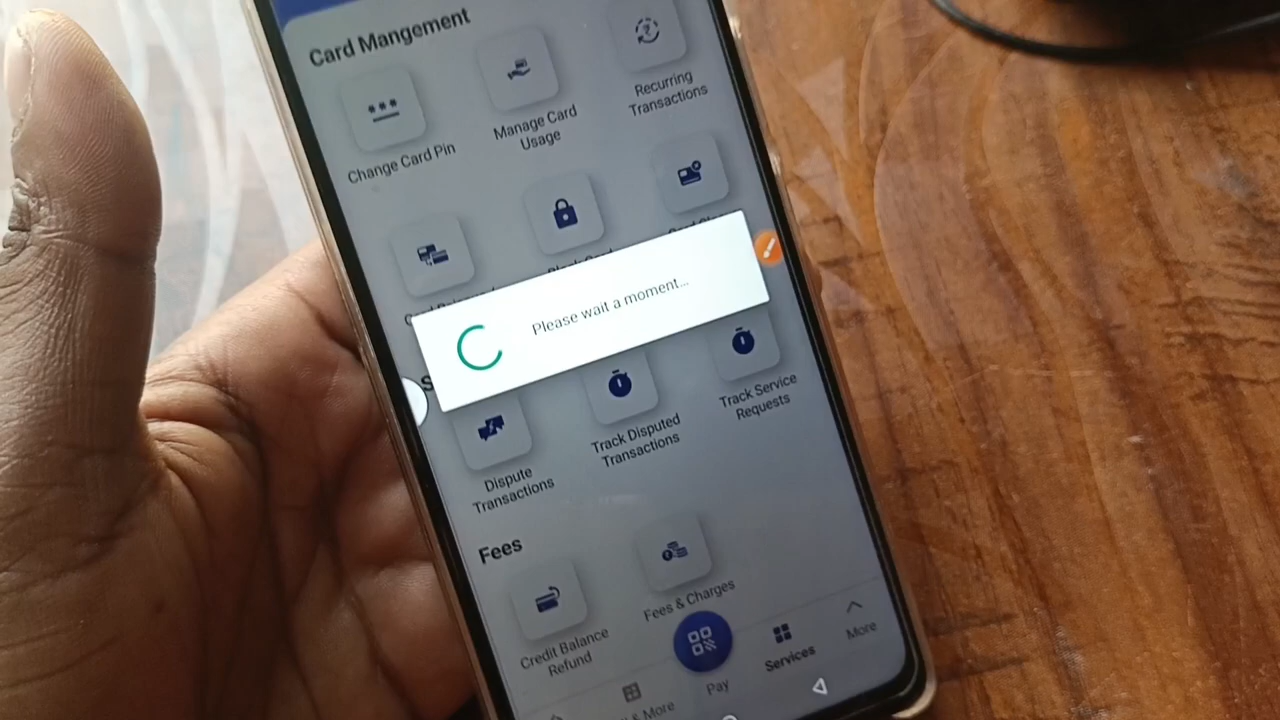 Card Mangement
Change Card Pin
Manage Card
Usage
Recurring
Transactions
Please wait a moment...
Dispute
Transactions
Track Disputed
Transactions
Track Service
Requests
Fees
Credit Balance
Refund
Fees & Charges
& More
Pay
Services
More